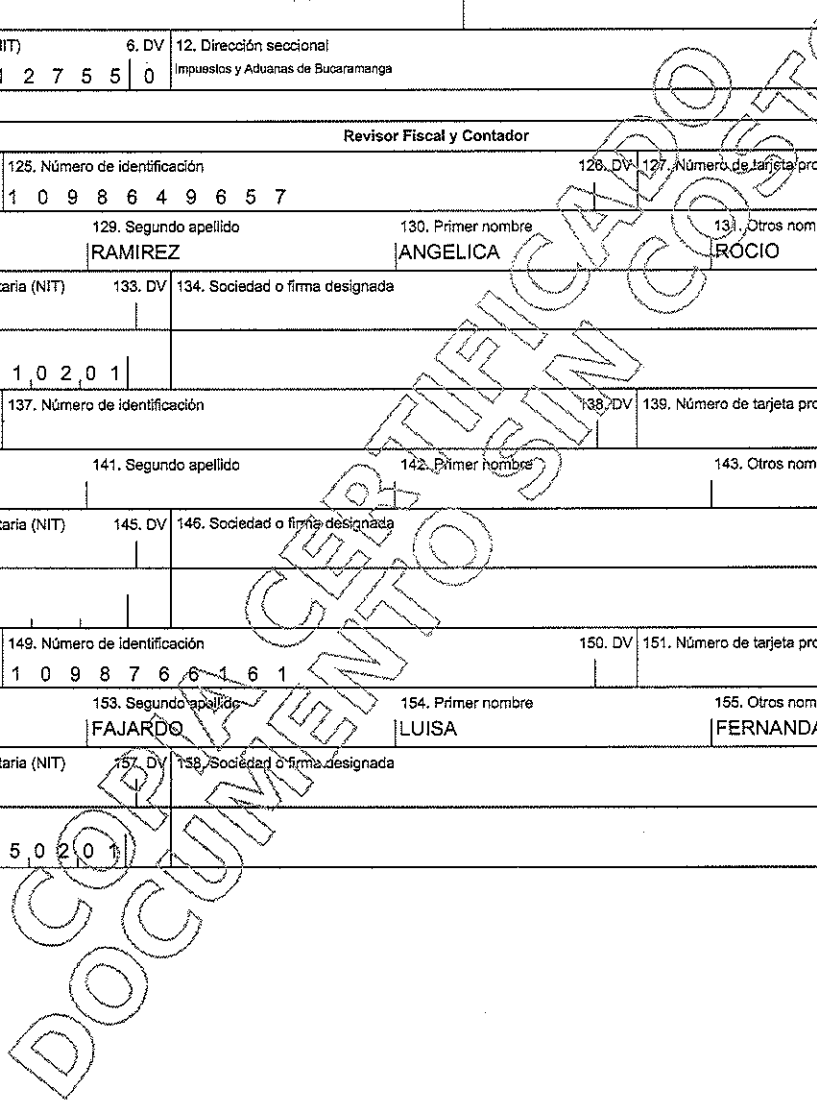 IIT) 6. DV 12. Dirección seccional
1 2 7 5 5 0 Impuestos y Aduanas de Bucaramanga
Revisor Fiscal y Contador
125. Número de identificación 126. DV 127. Número de tarjeta pro
1 0 9 8 6 4 9 6 5 7
129. Segundo apellido 130. Primer nombre 131. Otros nom
RAMIREZ ANGELICA ROCIO
taria (NIT) 133. DV 134. Sociedad o firma designada
1 0 2 0 1
137. Número de identificación 138. DV 139. Número de tarjeta pro
141. Segundo apellido 142. Primer nombre 143. Otros nom
taria (NIT) 145. DV 146. Sociedad o firma designada
149. Número de identificación 150. DV 151. Número de tarjeta pro
1 0 9 8 7 6 6 1 6 1
153. Segundo apellido 154. Primer nombre 155. Otros nom
FAJARDO LUISA FERNANDA
taria (NIT) 157. DV 158. Sociedad o firma designada
5 0 2 0 1
COPIA CERTIFICADO
DOCUMENTO SIN COSTO